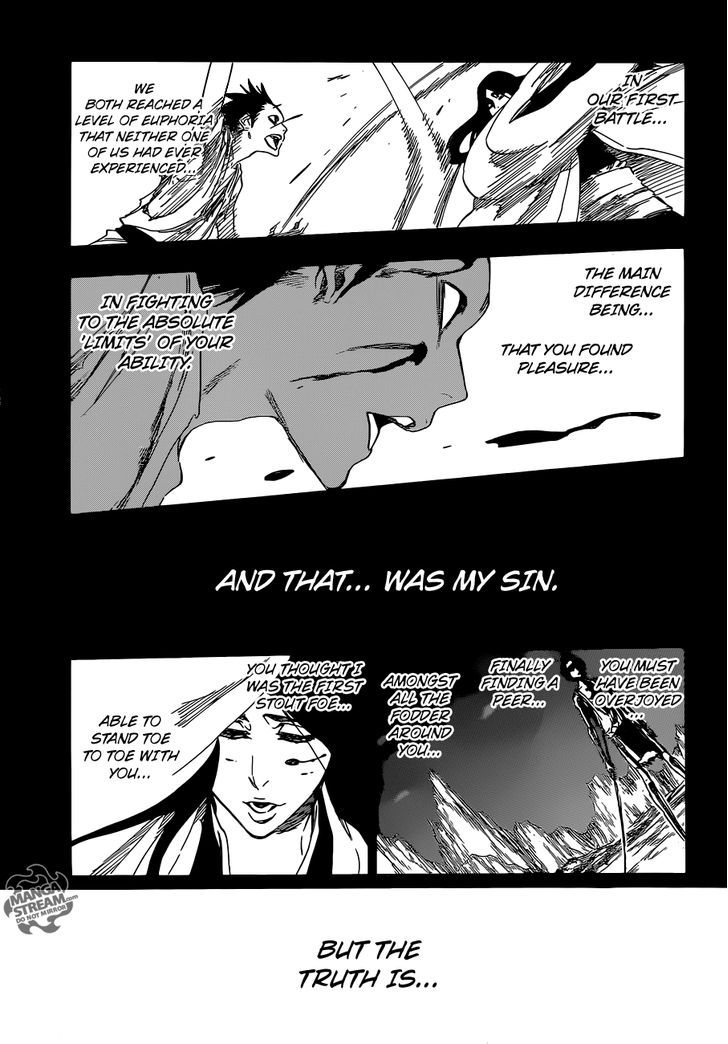 IN
OUR FIRST
BATTLE...
WE
BOTH REACHED A
LEVEL OF EUPHORIA
THAT NEITHER ONE
OF US HAD EVER
EXPERIENCED...
THE MAIN
DIFFERENCE
BEING...
THAT YOU FOUND
PLEASURE...
IN FIGHTING
TO THE ABSOLUTE
'LIMITS' OF YOUR
ABILITY.
AND THAT... WAS MY SIN.
YOU MUST
HAVE BEEN
OVERJOYED
...
FINALLY
FINDING A
PEER...
AMONGST
ALL THE
FODDER
AROUND
YOU...
YOU THOUGHT I
WAS THE FIRST
STOUT FOE...
ABLE TO
STAND TOE
TO TOE WITH
YOU...
MANGA
STREAM.com
DO NOT MIRROR!
BUT THE
TRUTH IS...